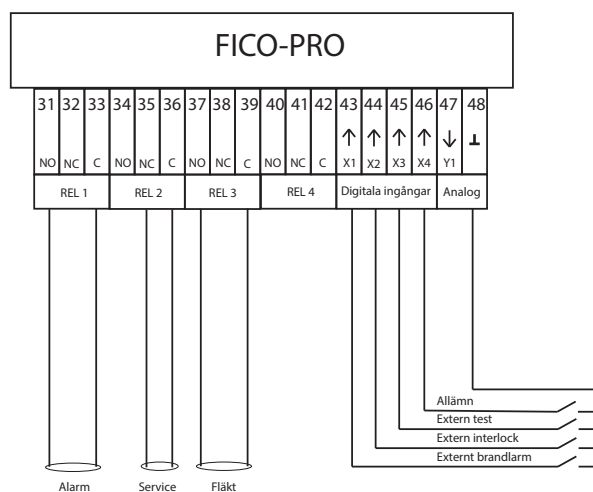 FICO-PRO
31 32 33 34 35 36 37 38 39 40 41 42 43 44 45 46 47 48
NO NC C NO NC C NO NC C NO NC C X1 X2 X3 X4 Y1
REL 1 REL 2 REL 3 REL 4 Digitala ingångar Analog
Allämn
Extern test
Extern interlock
Externt brandlarm
Alarm Service Fläkt